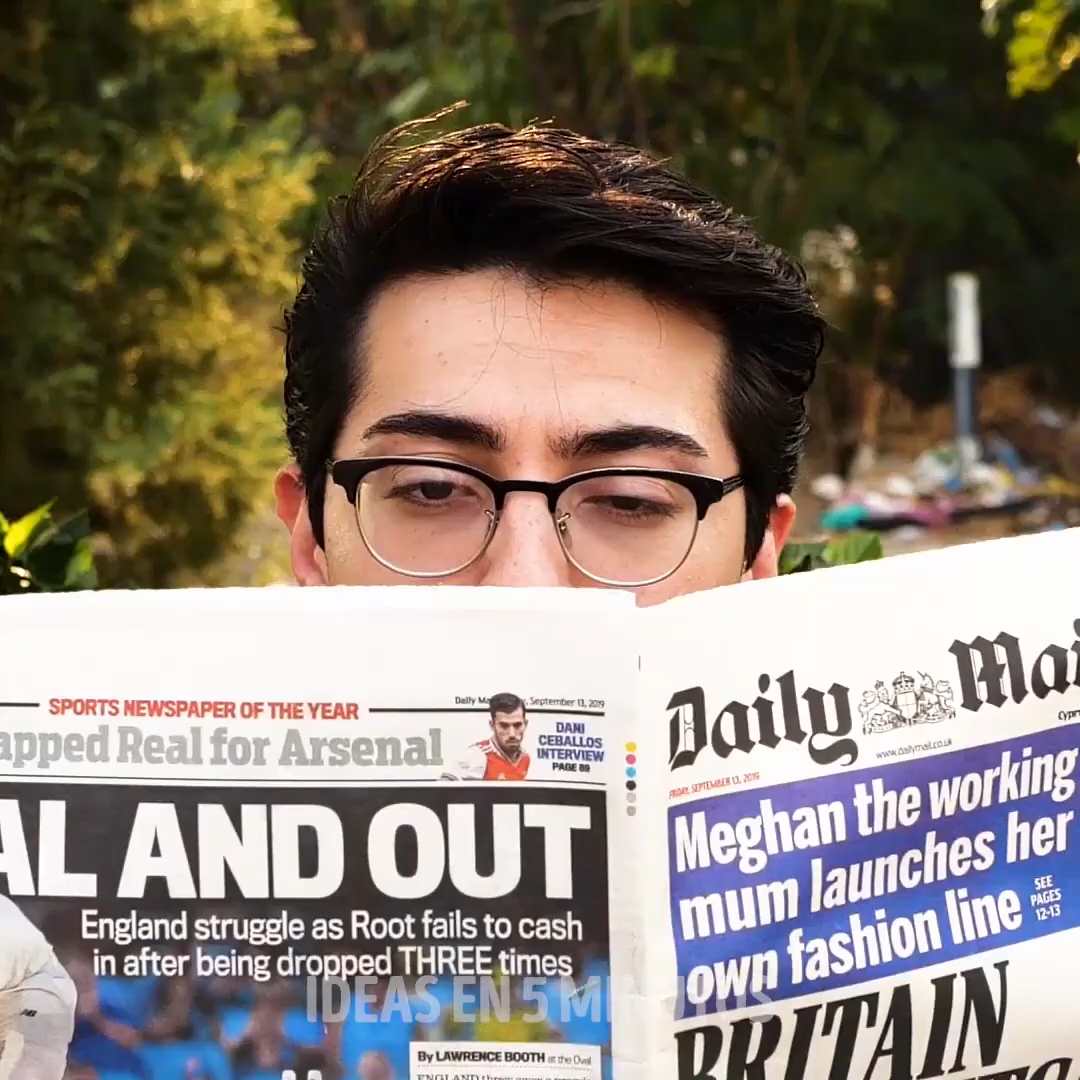 SPORTS NEWSPAPER OF THE YEAR
September 13, 2019
apped Real for Arsenal
DANI
CEBALLOS
INTERVIEW
PAGE 89
AL AND OUT
England struggle as Root fails to cash
in after being dropped THREE times
By LAWRENCE BOOTH at the Oval
Daily Mai
www.dailymail.co.uk
FRIDAY, SEPTEMBER 13, 2019
Meghan the working
mum launches her
own fashion line
SEE
PAGES
12-13
BRITAIN
IDEAS EN 5 MINUTOS